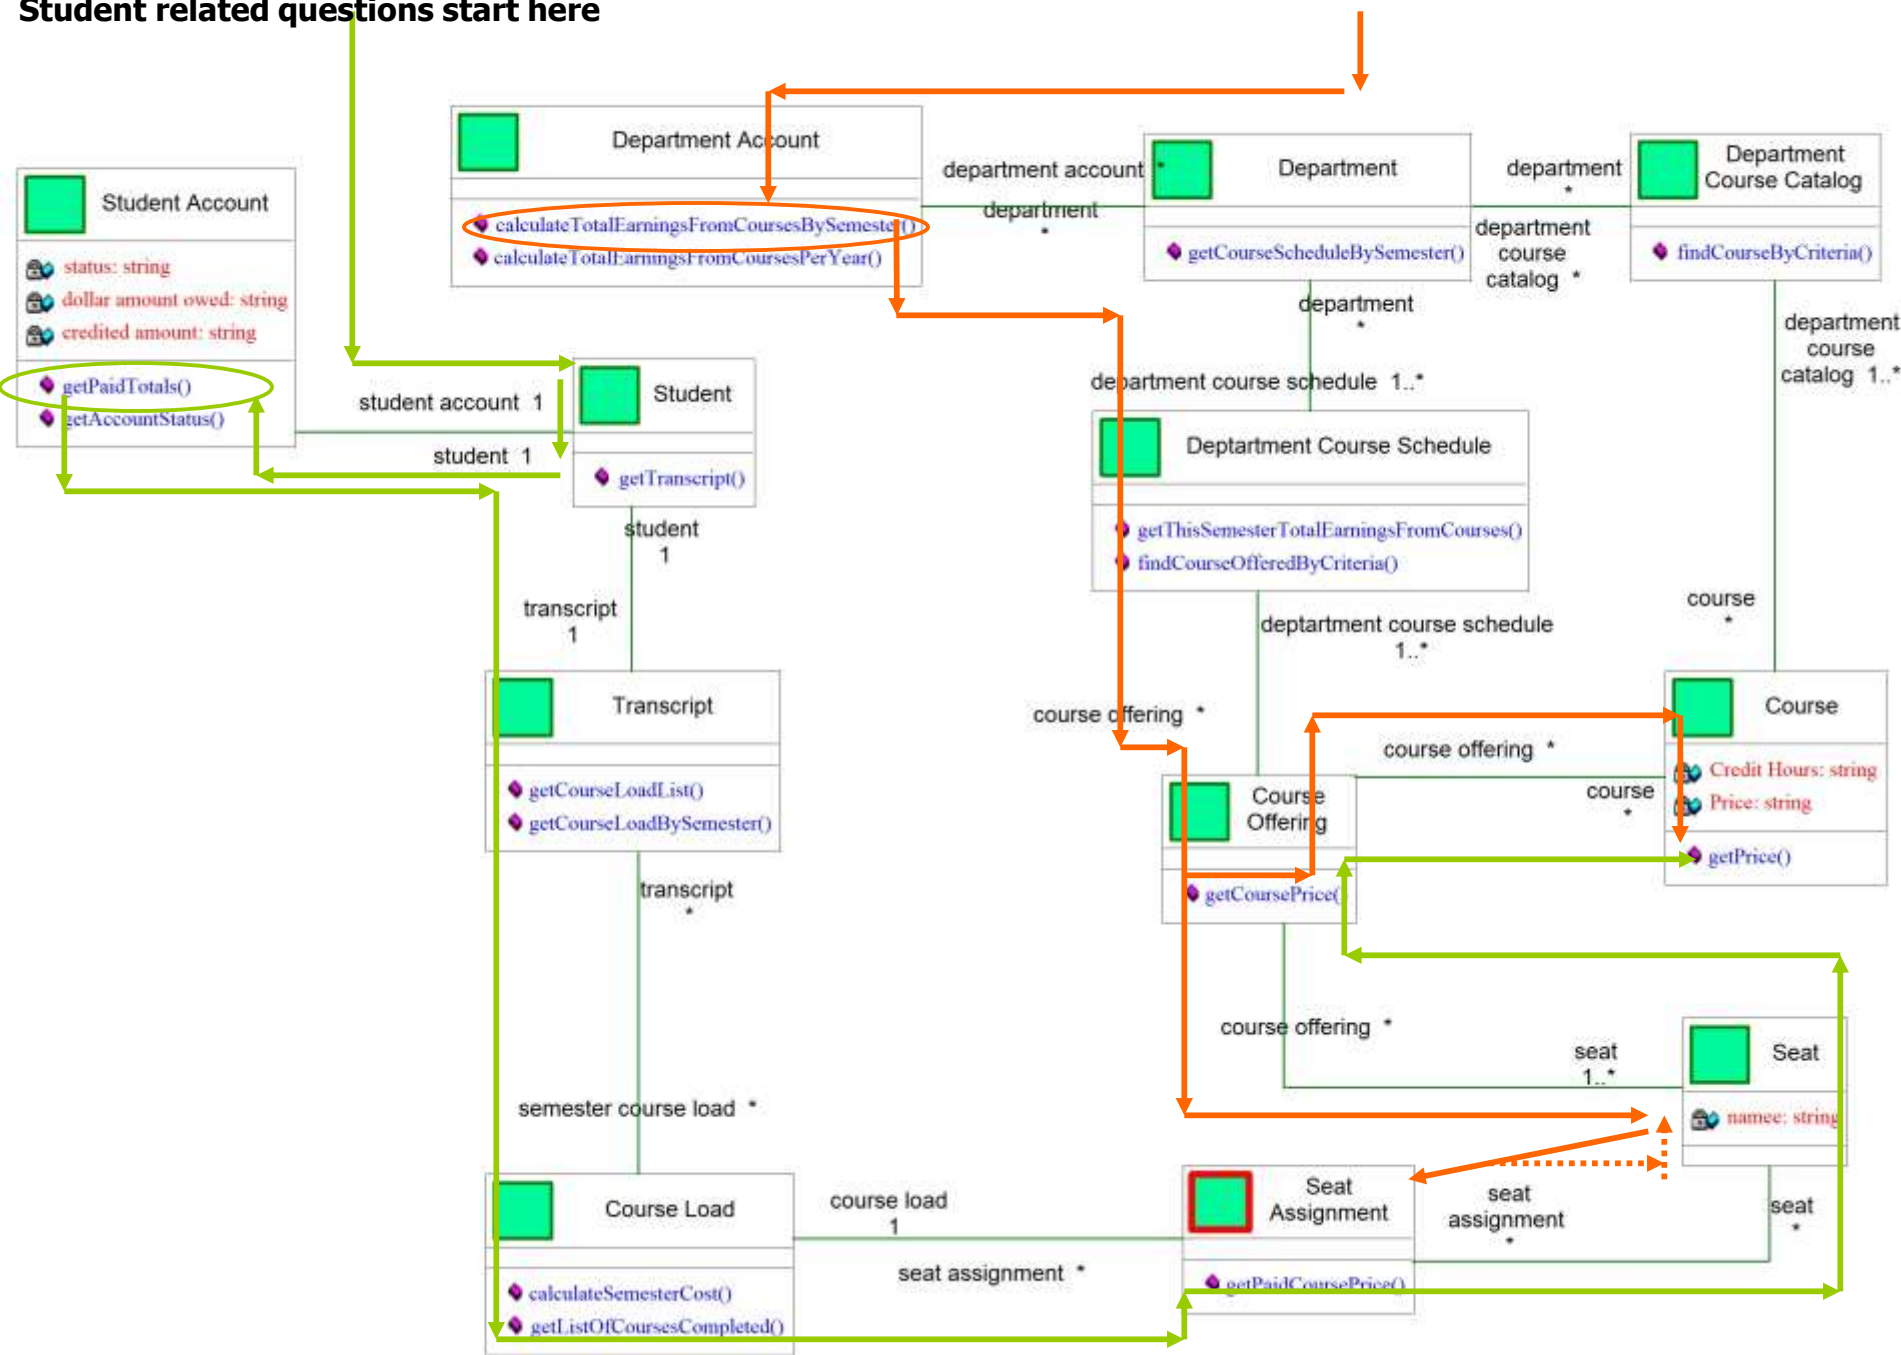 Student related questions start here
Department Account
calculateTotalEarningsFromCoursesBySemester()
calculateTotalEarningsFromCoursesPerYear()
department account *
department
*
Department
getCourseScheduleBySemester()
department
*
department
course
catalog *
Department
Course Catalog
findCourseByCriteria()
Student Account
status: string
dollar amount owed: string
credited amount: string
getPaidTotals()
getAccountStatus()
student account 1
student 1
Student
getTranscript()
department
*
department course schedule 1..*
department
course
catalog 1..*
Deptartment Course Schedule
getThisSemesterTotalEarningsFromCourses()
findCourseOfferedByCriteria()
student
1
transcript
1
deptartment course schedule
1..*
course
*
Transcript
getCourseLoadList()
getCourseLoadBySemester()
course offering *
course offering *
course
*
Course
Credit Hours: string
Price: string
getPrice()
Course
Offering
getCoursePrice()
transcript
*
course offering *
seat
1..*
Seat
namee: string
semester course load *
Course Load
calculateSemesterCost()
getListOfCoursesCompleted()
course load
1
seat assignment *
Seat
Assignment
getPaidCoursePrice()
seat
assignment
*
seat
*